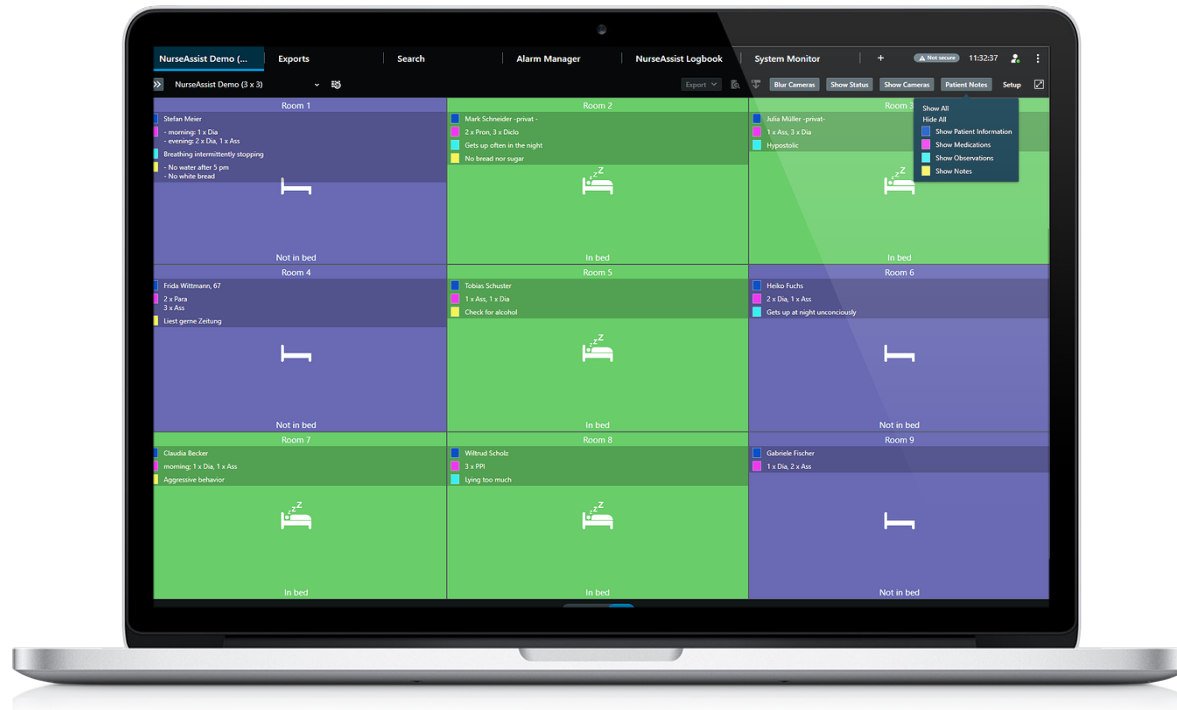 NurseAssist Demo (...
Exports
Search
Alarm Manager
NurseAssist Logbook
System Monitor
+
Not secure
11:32:37
NurseAssist Demo (3 x 3)
Export
Blur Cameras
Show Status
Show Cameras
Patient Notes
Setup
Show All
Hide All
Show Patient Information
Show Medications
Show Observations
Show Notes
Room 1
Stefan Meier
- morning: 1 x Dia
- evening: 2 x Dia, 1 x Ass
Breathing intermittently stopping
- No water after 5 pm
- No white bread
Not in bed
Room 2
Mark Schneider -privat -
2 x Pron, 3 x Diclo
Gets up often in the night
No bread nor sugar
zzZ
In bed
Room 3
Julia Müller -privat-
1 x Ass, 3 x Dia
Hypostolic
zzZ
In bed
Room 4
Frida Wittmann, 67
2 x Para
3 x Ass
Liest gerne Zeitung
Not in bed
Room 5
Tobias Schuster
1 x Ass, 1 x Dia
Check for alcohol
zzZ
In bed
Room 6
Heiko Fuchs
2 x Dia, 1 x Ass
Gets up at night unconciously
Not in bed
Room 7
Claudia Becker
morning: 1 x Dia, 1 x Ass
Aggressive behavior
zzZ
In bed
Room 8
Wiltrud Scholz
3 x PPI
Lying too much
zzZ
In bed
Room 9
Gabriele Fischer
1 x Dia, 2 x Ass
Not in bed